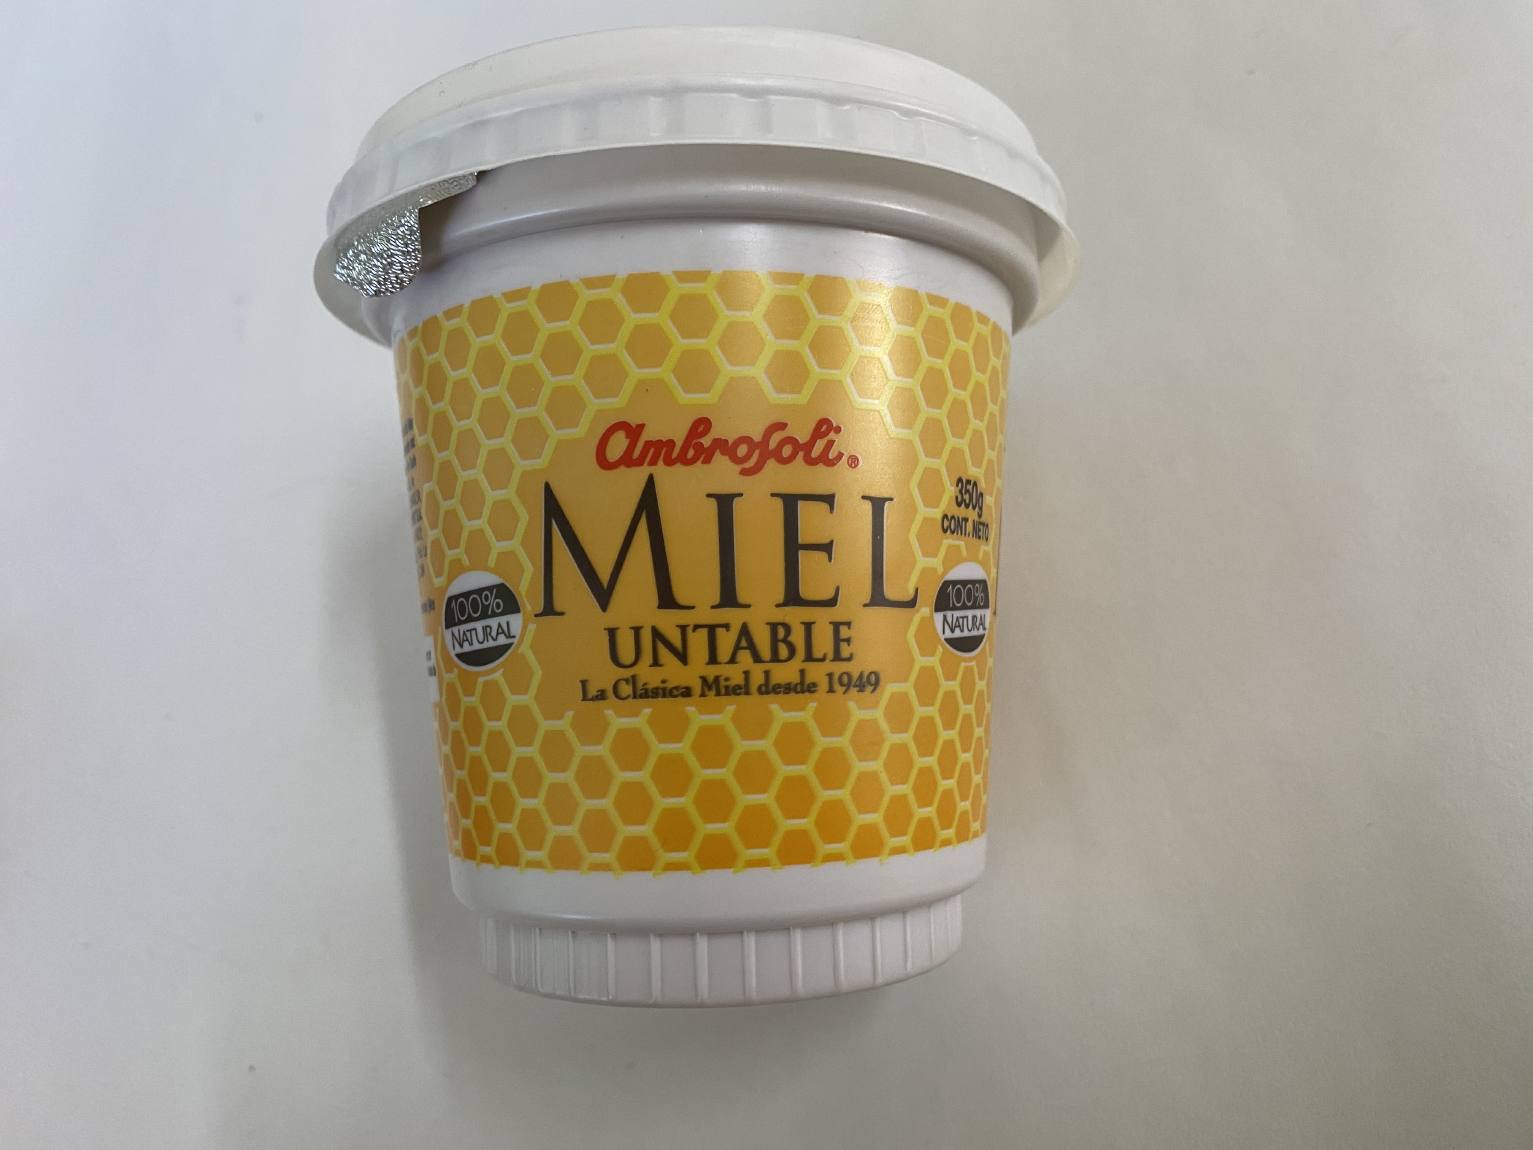 ambrosoli®
MIEL
UNTABLE
La Clásica Miel desde 1949
350g
CONT. NETO
100%
NATURAL
100%
NATURAL